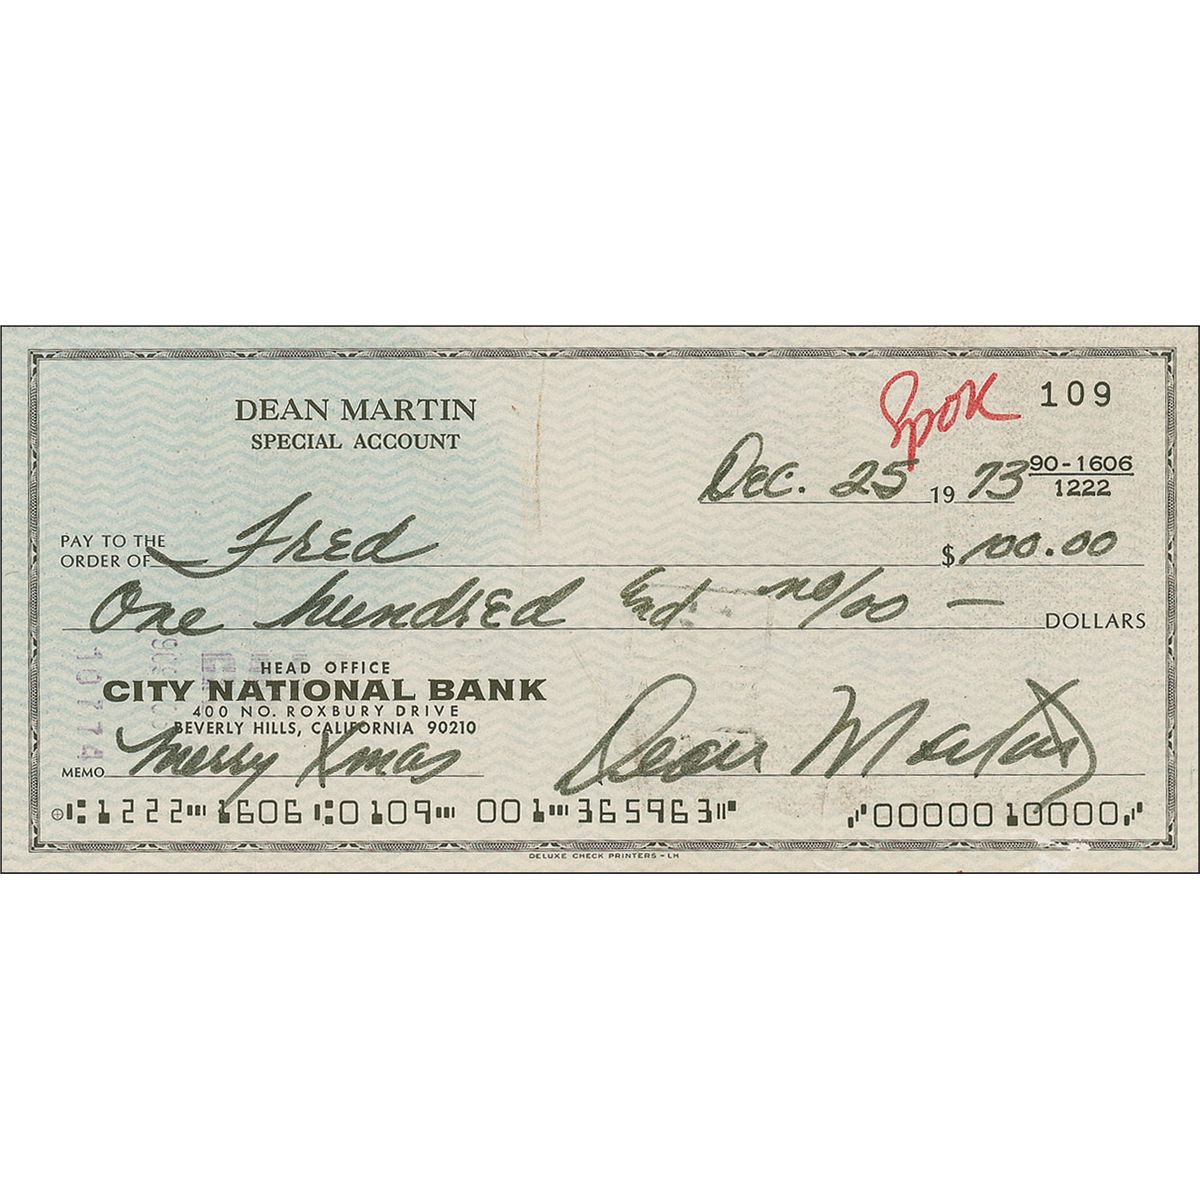 DEAN MARTIN
SPECIAL ACCOUNT
109
Dec. 25 19 73
90-1606
1222
PAY TO THE
ORDER OF Fred $ 100.00
One hundred and no/00 — DOLLARS
HEAD OFFICE
CITY NATIONAL BANK
400 NO. ROXBURY DRIVE
BEVERLY HILLS, CALIFORNIA 90210
MEMO Merry Xmas Dean Martin
⑆1222⑉1606⑆0109⑉ 001⑉365963⑈ ⑇0000010000⑇
DELUXE CHECK PRINTERS - LH